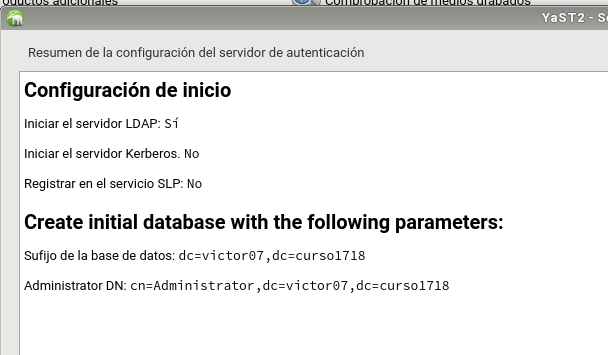 oductos adicionales
Comprobación de medios grabados
YaST2 - Se
Resumen de la configuración del servidor de autenticación
Configuración de inicio
Iniciar el servidor LDAP: Sí
Iniciar el servidor Kerberos. No
Registrar en el servicio SLP: No
Create initial database with the following parameters:
Sufijo de la base de datos: dc=victor07,dc=curso1718
Administrator DN: cn=Administrator,dc=victor07,dc=curso1718